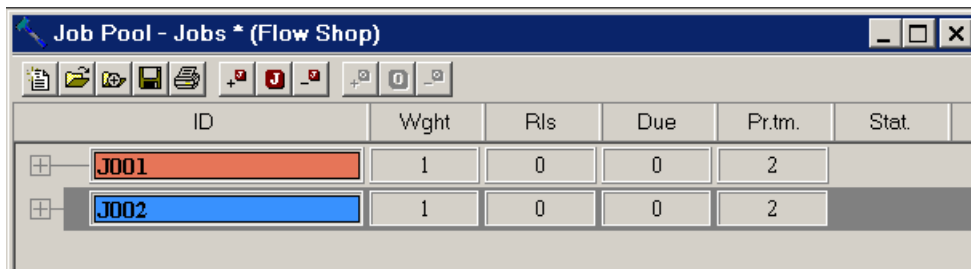 Job Pool - Jobs * (Flow Shop)
J O
ID Wght Rls Due Pr.tm. Stat.
J001 1 0 0 2
J002 1 0 0 2